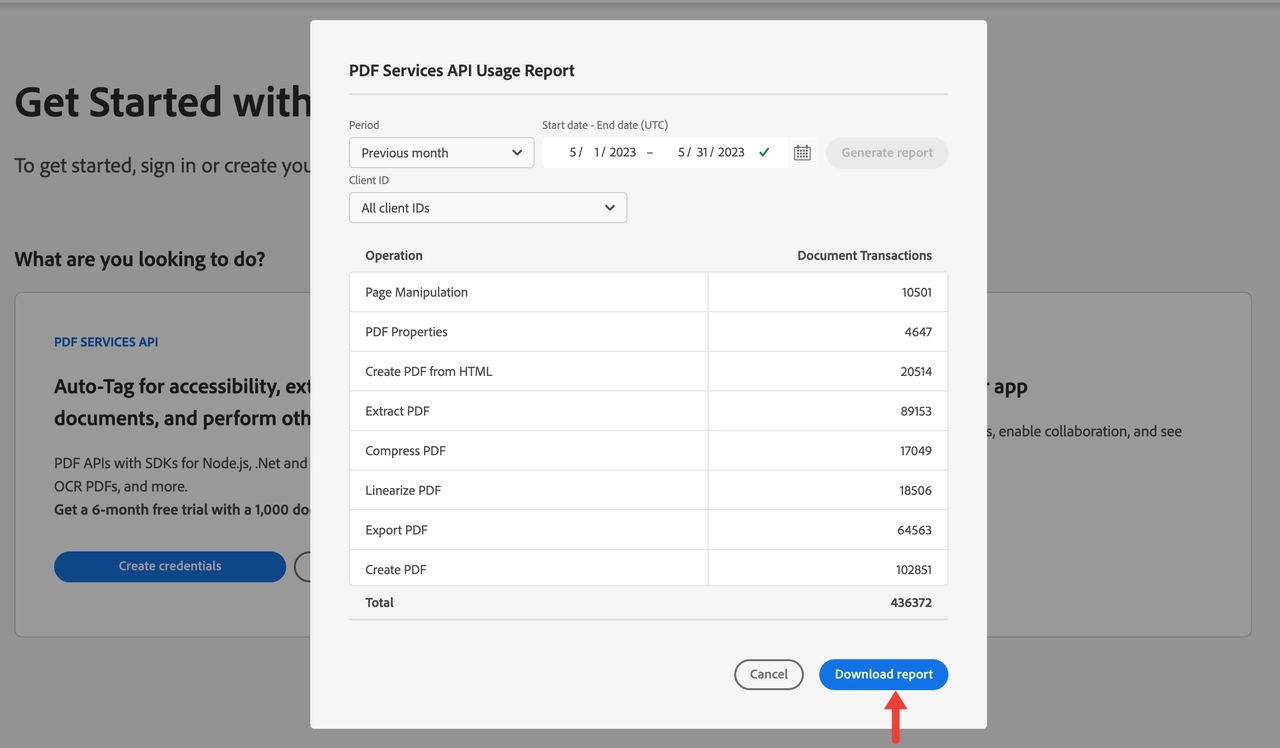 Get Started with
To get started, sign in or create you
What are you looking to do?
PDF SERVICES API
Auto-Tag for accessibility, ext
documents, and perform oth
PDF APIs with SDKs for Node.js, .Net and
OCR PDFs, and more.
Get a 6-month free trial with a 1,000 do
Create credentials
PDF Services API Usage Report
Period
Start date - End date (UTC)
Previous month
5/ 1/ 2023 – 5/ 31/ 2023
Generate report
Client ID
All client IDs
Operation Document Transactions
Page Manipulation 10501
PDF Properties 4647
Create PDF from HTML 20514
Extract PDF 89153
Compress PDF 17049
Linearize PDF 18506
Export PDF 64563
Create PDF 102851
Total 436372
Cancel
Download report
r app
s, enable collaboration, and see